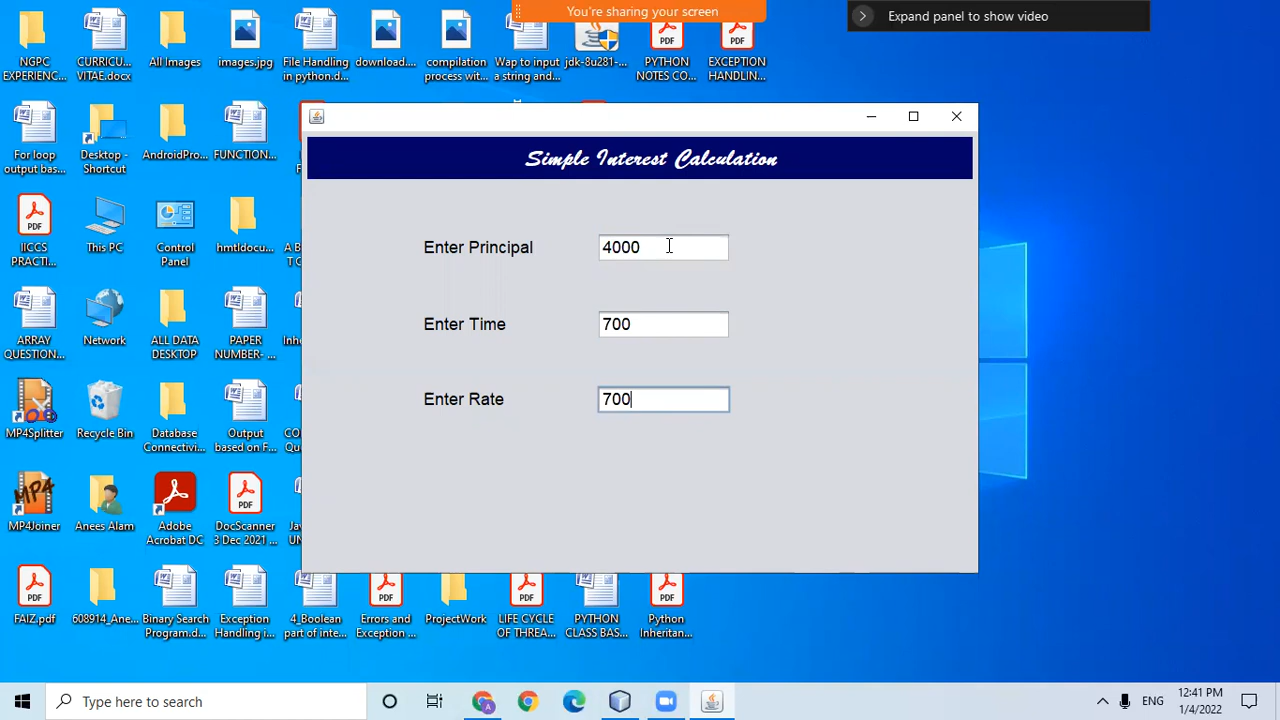 You're sharing your screen
Expand panel to show video
NGPC
EXPERIENC...
CURRICU...
VITAE.docx
All Images
images.jpg
File Handling
in python.d...
download....
compilation
process wit...
Wap to input
a string and...
jdk-8u281-...
PYTHON
NOTES CO...
EXCEPTION
HANDLIN...
Simple Interest Calculation
For loop
output bas...
Desktop -
Shortcut
AndroidPro...
FUNCTION...
Enter Principal
4000
IICCS
PRACTI...
This PC
Control
Panel
hmtldocu...
Enter Time
700
ARRAY
QUESTION...
Network
ALL DATA
DESKTOP
PAPER
NUMBER- ...
Enter Rate
700
MP4Splitter
Recycle Bin
Database
Connectivi...
Output
based on F...
MP4Joiner
Anees Alam
Adobe
Acrobat DC
DocScanner
3 Dec 2021 ...
FAIZ.pdf
608914_Ane...
Binary Search
Program.d...
Exception
Handling i...
4_Boolean
part of inte...
Errors and
Exception ...
ProjectWork
LIFE CYCLE
OF THREA...
PYTHON
CLASS BAS...
Python
Inheritan...
Type here to search
ENG
12:41 PM
1/4/2022